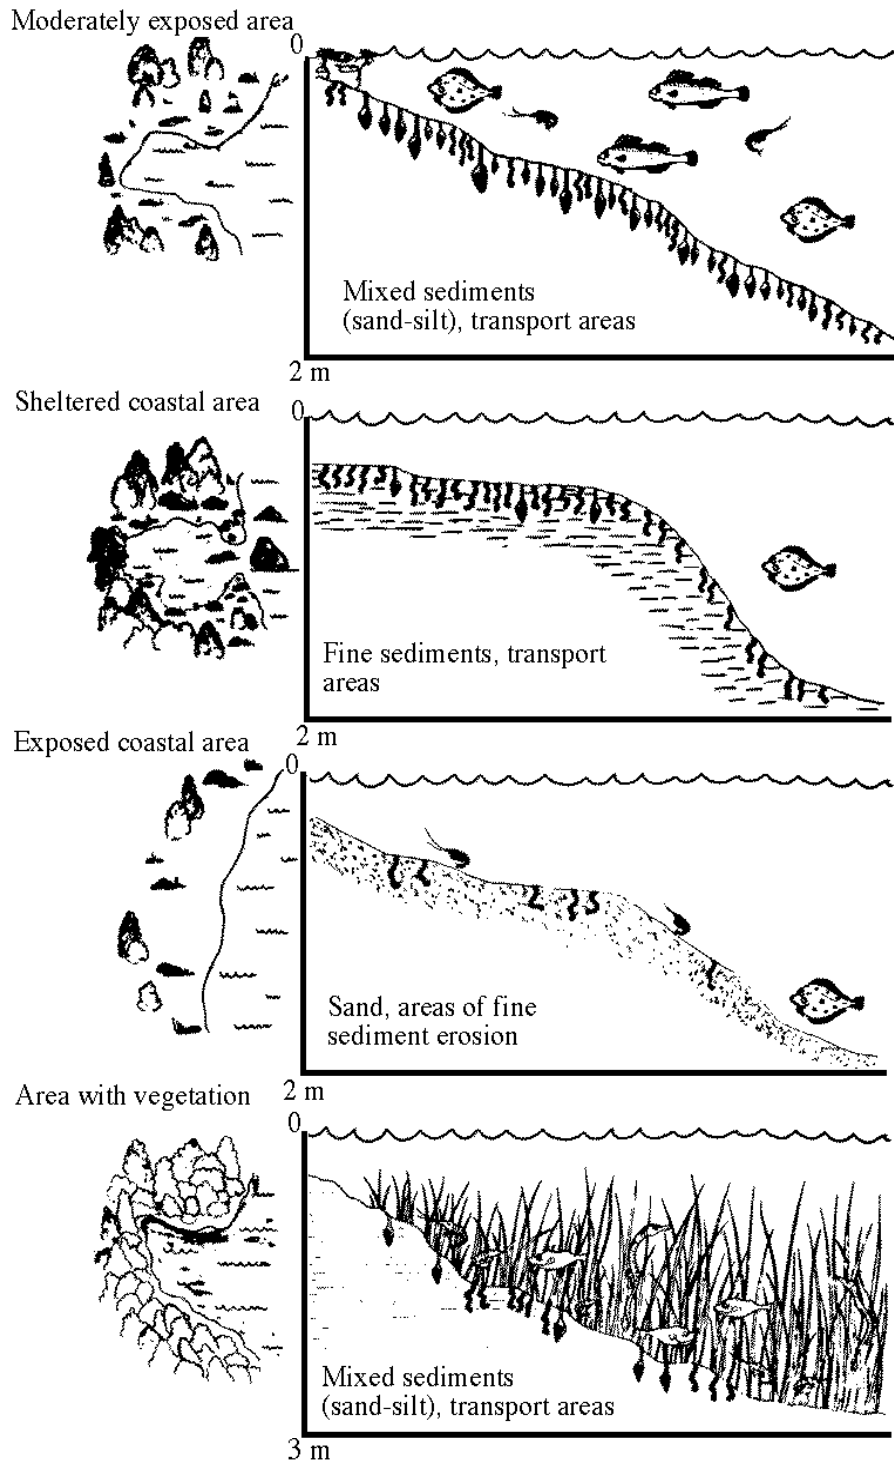 Moderately exposed area
0
Mixed sediments
(sand-silt), transport areas
2 m
Sheltered coastal area
0
Fine sediments, transport
areas
2 m
Exposed coastal area
0
Sand, areas of fine
sediment erosion
2 m
Area with vegetation
0
Mixed sediments
(sand-silt), transport areas
3 m